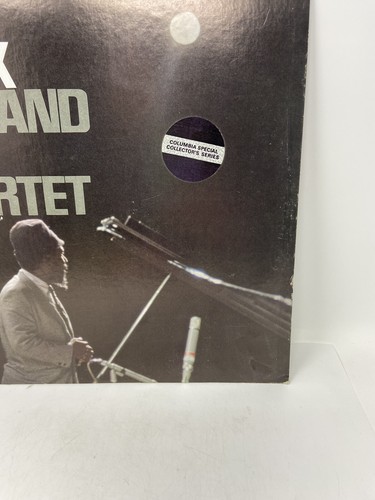 K
AND
RTET
COLUMBIA SPECIAL
COLLECTOR'S SERIES